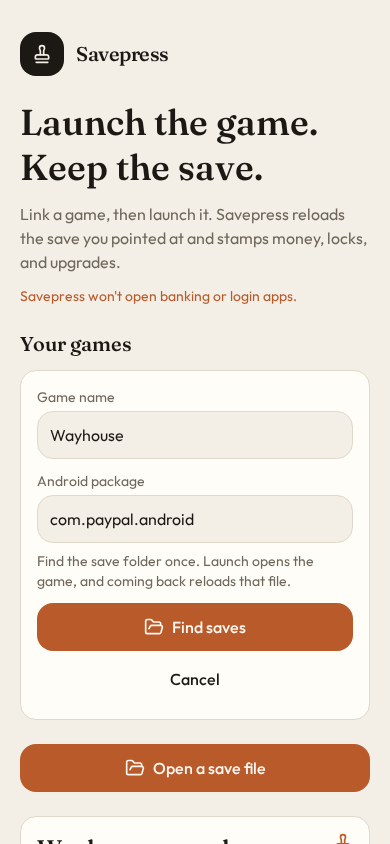 Savepress
Launch the game.
Keep the save.
Link a game, then launch it. Savepress reloads
the save you pointed at and stamps money, locks,
and upgrades.
Savepress won't open banking or login apps.
Your games
Game name
Wayhouse
Android package
com.paypal.android
Find the save folder once. Launch opens the
game, and coming back reloads that file.
Find saves
Cancel
Open a save file